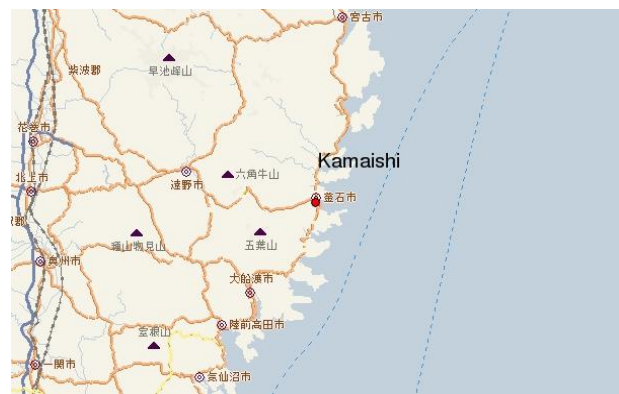 宮古市
柴波郡
早池峰山
花巻市
Kamaishi
六角牛山
北上市
遠野市
釜石市
種山物見山
五葉山
奥州市
大船渡市
陸前高田市
室根山
一関市
気仙沼市